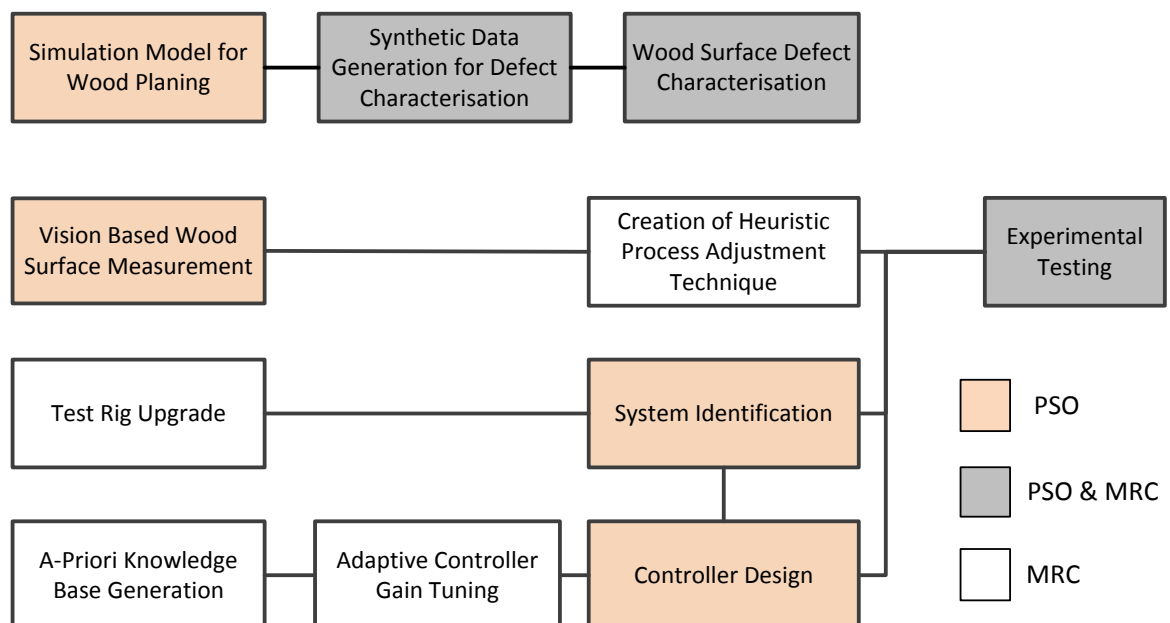 Simulation Model for
Wood Planing
Synthetic Data
Generation for Defect
Characterisation
Wood Surface Defect
Characterisation
Vision Based Wood
Surface Measurement
Creation of Heuristic
Process Adjustment
Technique
Experimental
Testing
Test Rig Upgrade
System Identification
PSO
PSO & MRC
A-Priori Knowledge
Base Generation
Adaptive Controller
Gain Tuning
Controller Design
MRC